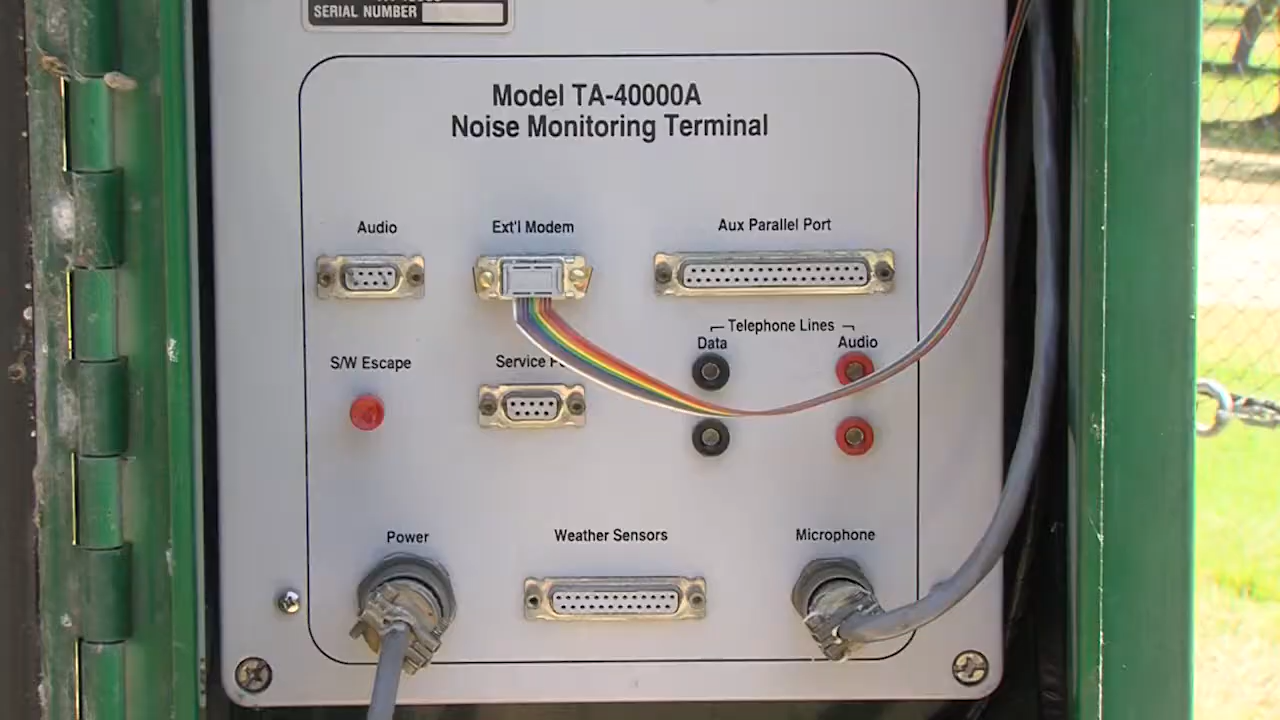 SERIAL NUMBER
Model TA-40000A
Noise Monitoring Terminal
Audio
Ext'l Modem
Aux Parallel Port
Telephone Lines
Data
Audio
S/W Escape
Service
Power
Weather Sensors
Microphone